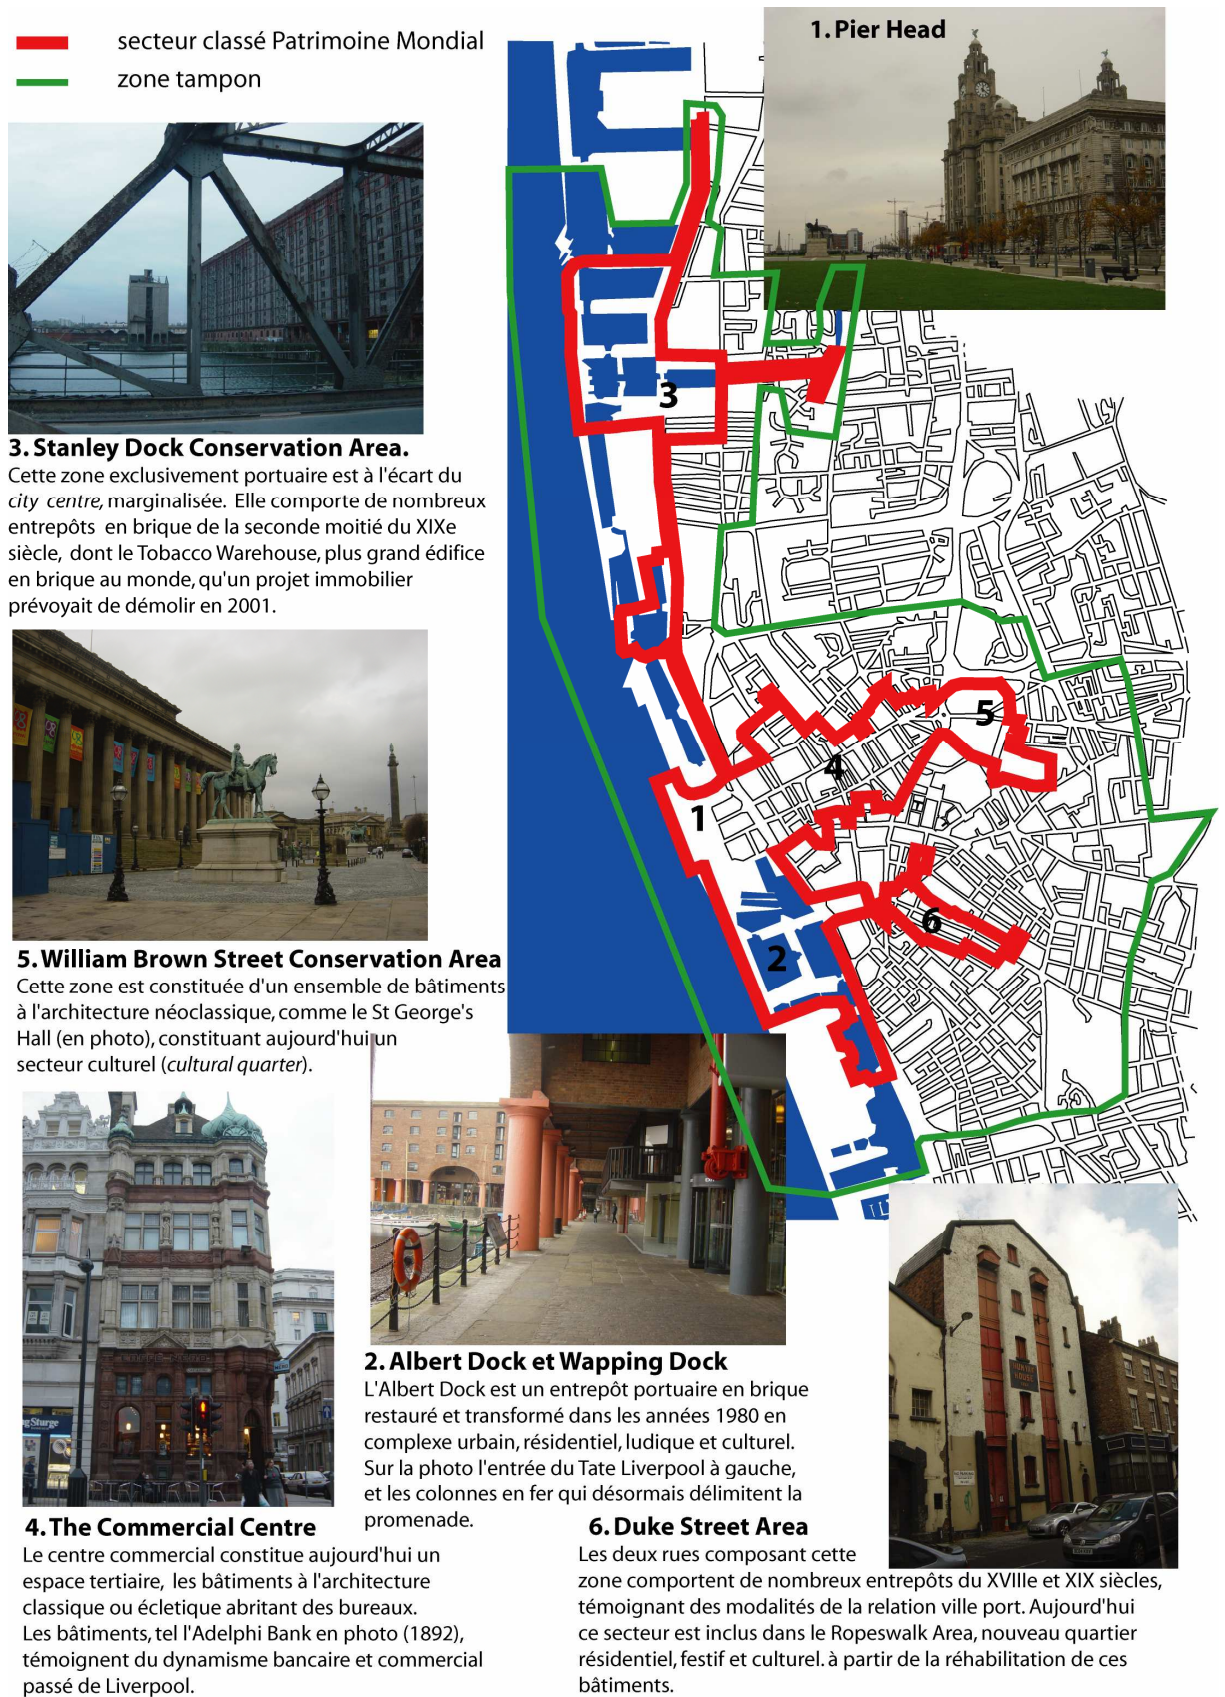 secteur classé Patrimoine Mondial
zone tampon
1. Pier Head
3
3. Stanley Dock Conservation Area.
Cette zone exclusivement portuaire est à l'écart du
city centre, marginalisée. Elle comporte de nombreux
entrepôts en brique de la seconde moitié du XIXe
siècle, dont le Tobacco Warehouse, plus grand édifice
en brique au monde, qu'un projet immobilier
prévoyait de démolir en 2001.
5
4
1
6
2
5. William Brown Street Conservation Area
Cette zone est constituée d'un ensemble de bâtiments
à l'architecture néoclassique, comme le St George's
Hall (en photo), constituant aujourd'hui un
secteur culturel (cultural quarter).
2. Albert Dock et Wapping Dock
L'Albert Dock est un entrepôt portuaire en brique
restauré et transformé dans les années 1980 en
complexe urbain, résidentiel, ludique et culturel.
Sur la photo l'entrée du Tate Liverpool à gauche,
et les colonnes en fer qui désormais délimitent la
promenade.
4. The Commercial Centre
Le centre commercial constitue aujourd'hui un
espace tertiaire, les bâtiments à l'architecture
classique ou écletique abritant des bureaux.
Les bâtiments, tel l'Adelphi Bank en photo (1892),
témoignent du dynamisme bancaire et commercial
passé de Liverpool.
6. Duke Street Area
Les deux rues composant cette
zone comportent de nombreux entrepôts du XVIIIe et XIX siècles,
témoignant des modalités de la relation ville port. Aujourd'hui
ce secteur est inclus dans le Ropeswalk Area, nouveau quartier
résidentiel, festif et culturel. à partir de la réhabilitation de ces
bâtiments.